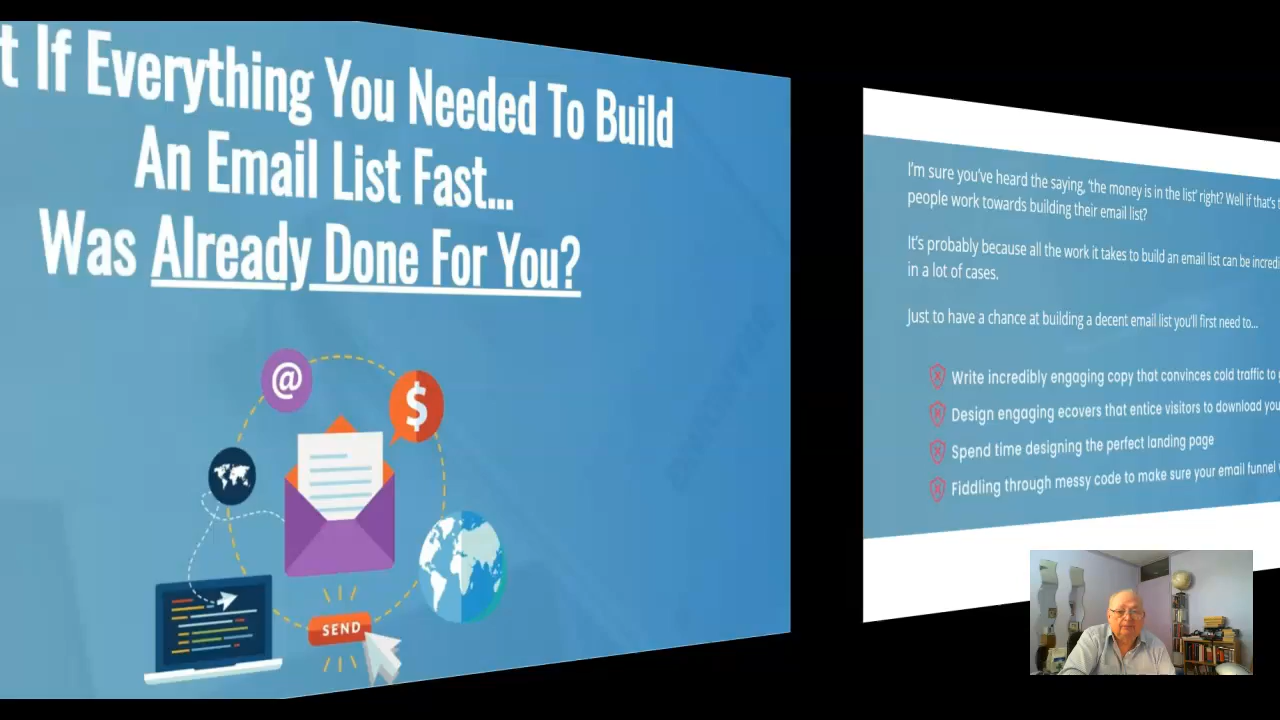 t If Everything You Needed To Build
An Email List Fast...
Was Already Done For You?
@
$
SEND
I'm sure you've heard the saying, 'the money is in the list' right? Well if that's
people work towards building their email list?
It's probably because all the work it takes to build an email list can be
in a lot of cases.
Just to have a chance at building a decent email list you'll first need to...
Write incredibly engaging copy that convinces cold traffic to
Design engaging ecovers that entice visitors to download
Spend time designing the perfect landing page
Fiddling through messy code to make sure your email funnel